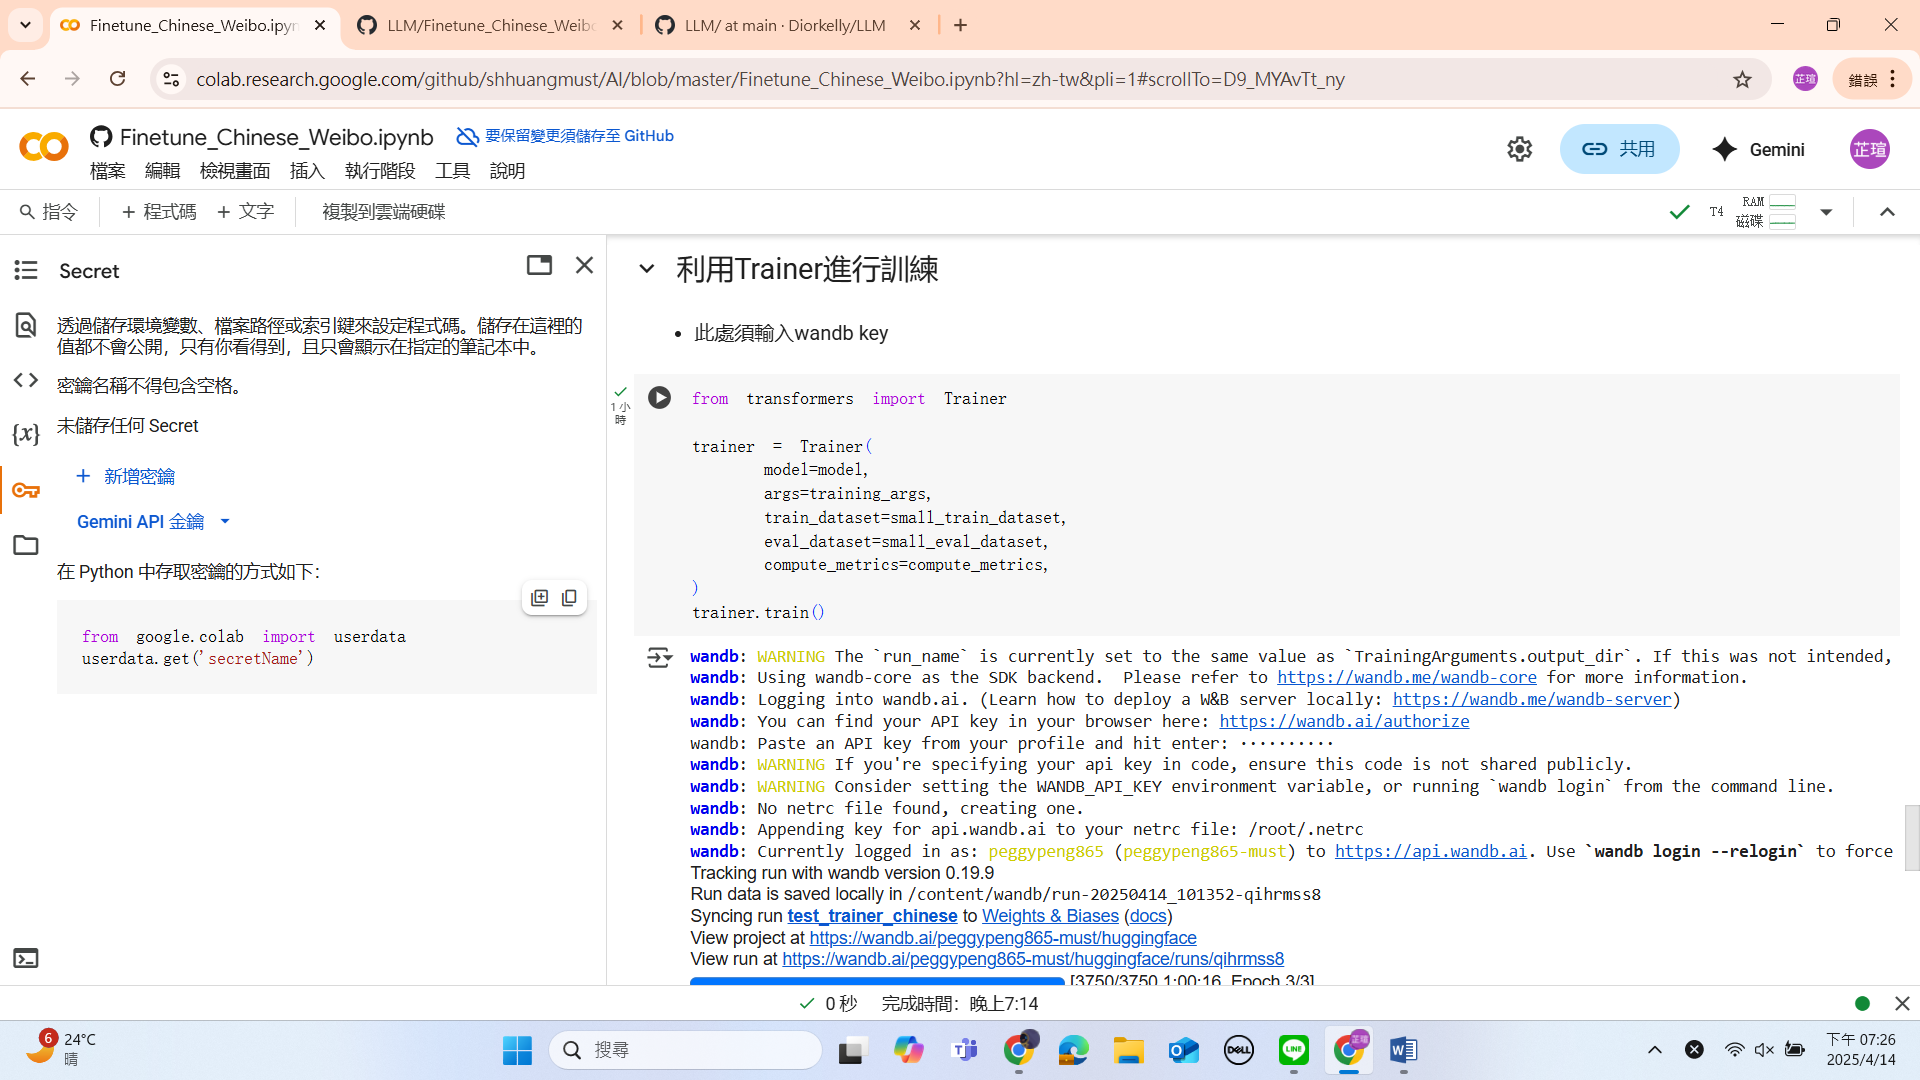 Finetune_Chinese_Weibo.ipyn
LLM/Finetune_Chinese_Weibo
LLM/ at main · Diorkelly/LLM
colab.research.google.com/github/shhuangmust/AI/blob/master/Finetune_Chinese_Weibo.ipynb?hl=zh-tw&pli=1#scrollTo=D9_MYAvTt_ny
芷瑄
錯誤
Finetune_Chinese_Weibo.ipynb
要保留變更須儲存至 GitHub
檔案 編輯 檢視畫面 插入 執行階段 工具 說明
共用
Gemini
芷瑄
指令
+ 程式碼 + 文字
複製到雲端硬碟
T4
RAM
磁碟
Secret
透過儲存環境變數、檔案路徑或索引鍵來設定程式碼。儲存在這裡的
值都不會公開，只有你看得到，且只會顯示在指定的筆記本中。
密鑰名稱不得包含空格。
未儲存任何 Secret
+ 新增密鑰
Gemini API 金鑰
在 Python 中存取密鑰的方式如下：
from google.colab import userdata
userdata.get('secretName')
利用Trainer進行訓練
• 此處須輸入wandb key
1 小
時
from transformers import Trainer
trainer = Trainer(
model=model,
args=training_args,
train_dataset=small_train_dataset,
eval_dataset=small_eval_dataset,
compute_metrics=compute_metrics,
)
trainer.train()
wandb: WARNING The `run_name` is currently set to the same value as `TrainingArguments.output_dir`. If this was not intended,
wandb: Using wandb-core as the SDK backend.  Please refer to https://wandb.me/wandb-core for more information.
wandb: Logging into wandb.ai. (Learn how to deploy a W&B server locally: https://wandb.me/wandb-server)
wandb: You can find your API key in your browser here: https://wandb.ai/authorize
wandb: Paste an API key from your profile and hit enter: ··········
wandb: WARNING If you're specifying your api key in code, ensure this code is not shared publicly.
wandb: WARNING Consider setting the WANDB_API_KEY environment variable, or running `wandb login` from the command line.
wandb: No netrc file found, creating one.
wandb: Appending key for api.wandb.ai to your netrc file: /root/.netrc
wandb: Currently logged in as: peggypeng865 (peggypeng865-must) to https://api.wandb.ai. Use `wandb login --relogin` to force
Tracking run with wandb version 0.19.9
Run data is saved locally in /content/wandb/run-20250414_101352-qihrmss8
Syncing run test_trainer_chinese to Weights & Biases (docs)
View project at https://wandb.ai/peggypeng865-must/huggingface
View run at https://wandb.ai/peggypeng865-must/huggingface/runs/qihrmss8
[3750/3750 1:00:16, Epoch 3/3]
0 秒 完成時間：晚上7:14
6
24°C
晴
搜尋
DELL
LINE
芷瑄
下午 07:26
2025/4/14